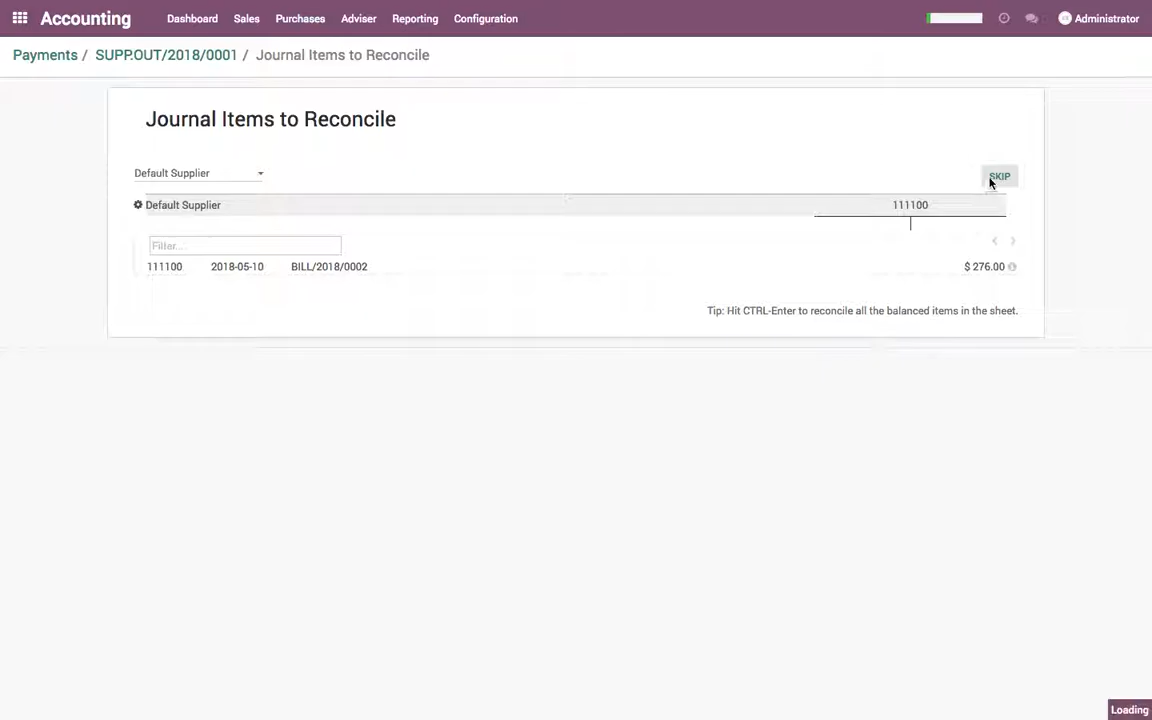 Accounting Dashboard Sales Purchases Adviser Reporting Configuration Administrator
Payments / SUPP.OUT/2018/0001 / Journal Items to Reconcile
Journal Items to Reconcile
Default Supplier SKIP
Default Supplier 111100
Filter...
111100 2018-05-10 BILL/2018/0002 $ 276.00
Tip: Hit CTRL-Enter to reconcile all the balanced items in the sheet.
Loading